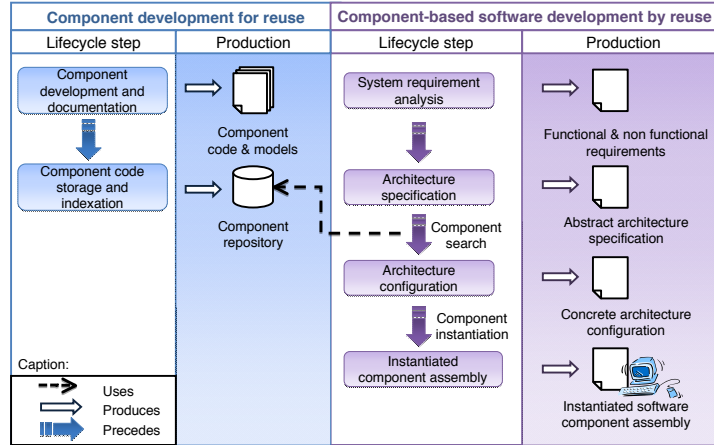 Component development for reuse
Component-based software development by reuse
Lifecycle step
Production
Lifecycle step
Production
Component
development and
documentation
Component
code & models
Component code
storage and
indexation
Component
repository
System requirement
analysis
Functional & non functional
requirements
Architecture
specification
Abstract architecture
specification
Component
search
Architecture
configuration
Concrete architecture
configuration
Component
instantiation
Instantiated
component assembly
Instantiated software
component assembly
Caption:
Uses
Produces
Precedes